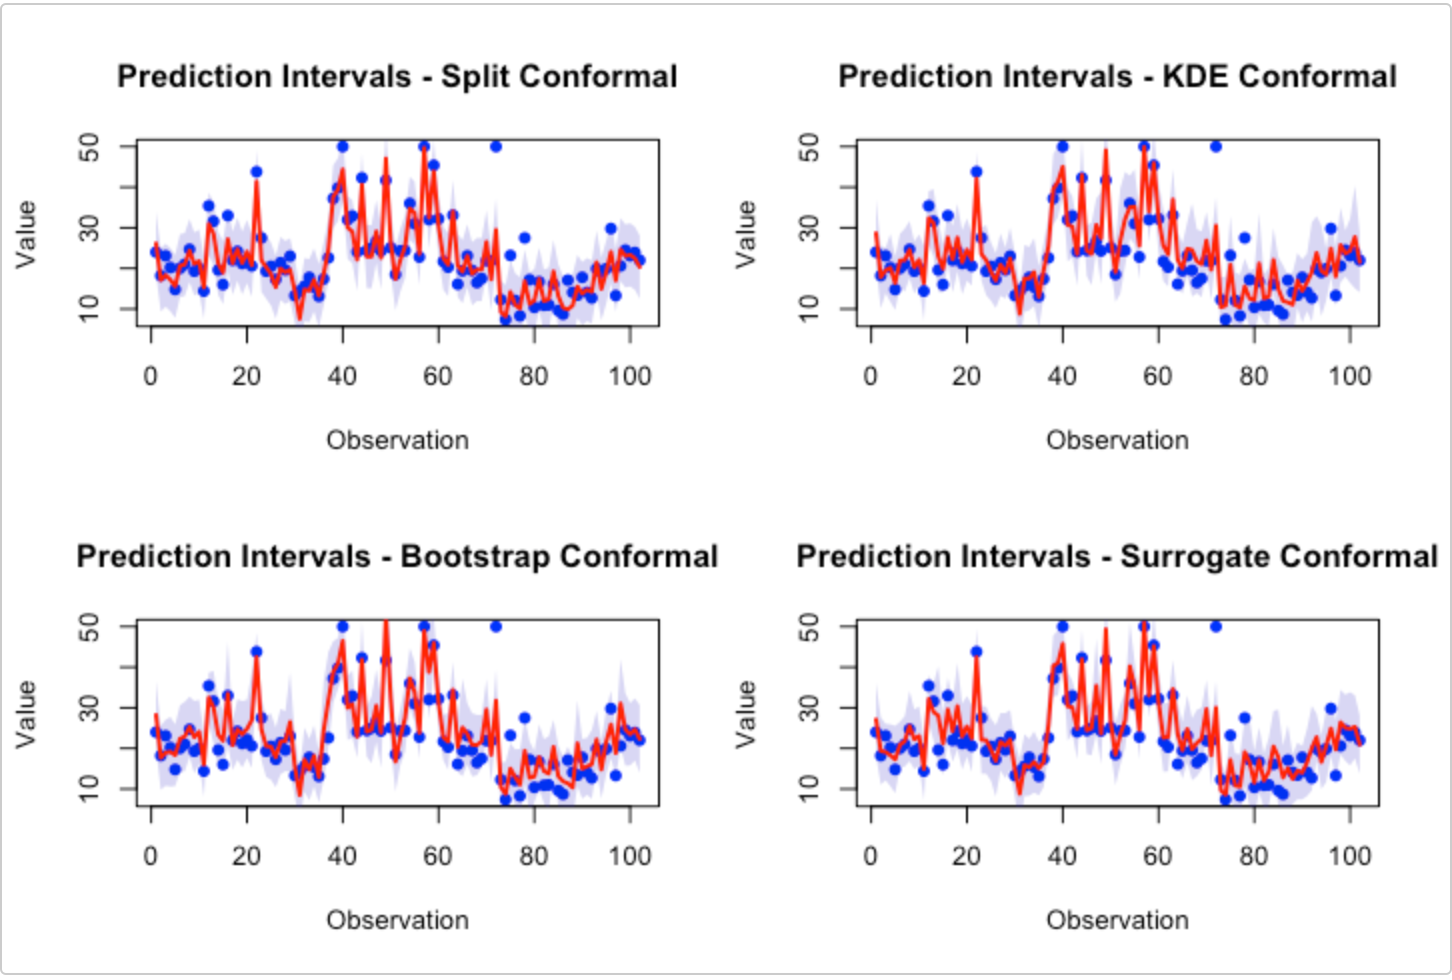 Prediction Intervals - Split Conformal
Value
50
30
10
0 20 40 60 80 100
Observation
Prediction Intervals - KDE Conformal
Value
50
30
10
0 20 40 60 80 100
Observation
Prediction Intervals - Bootstrap Conformal
Value
50
30
10
0 20 40 60 80 100
Observation
Prediction Intervals - Surrogate Conformal
Value
50
30
10
0 20 40 60 80 100
Observation